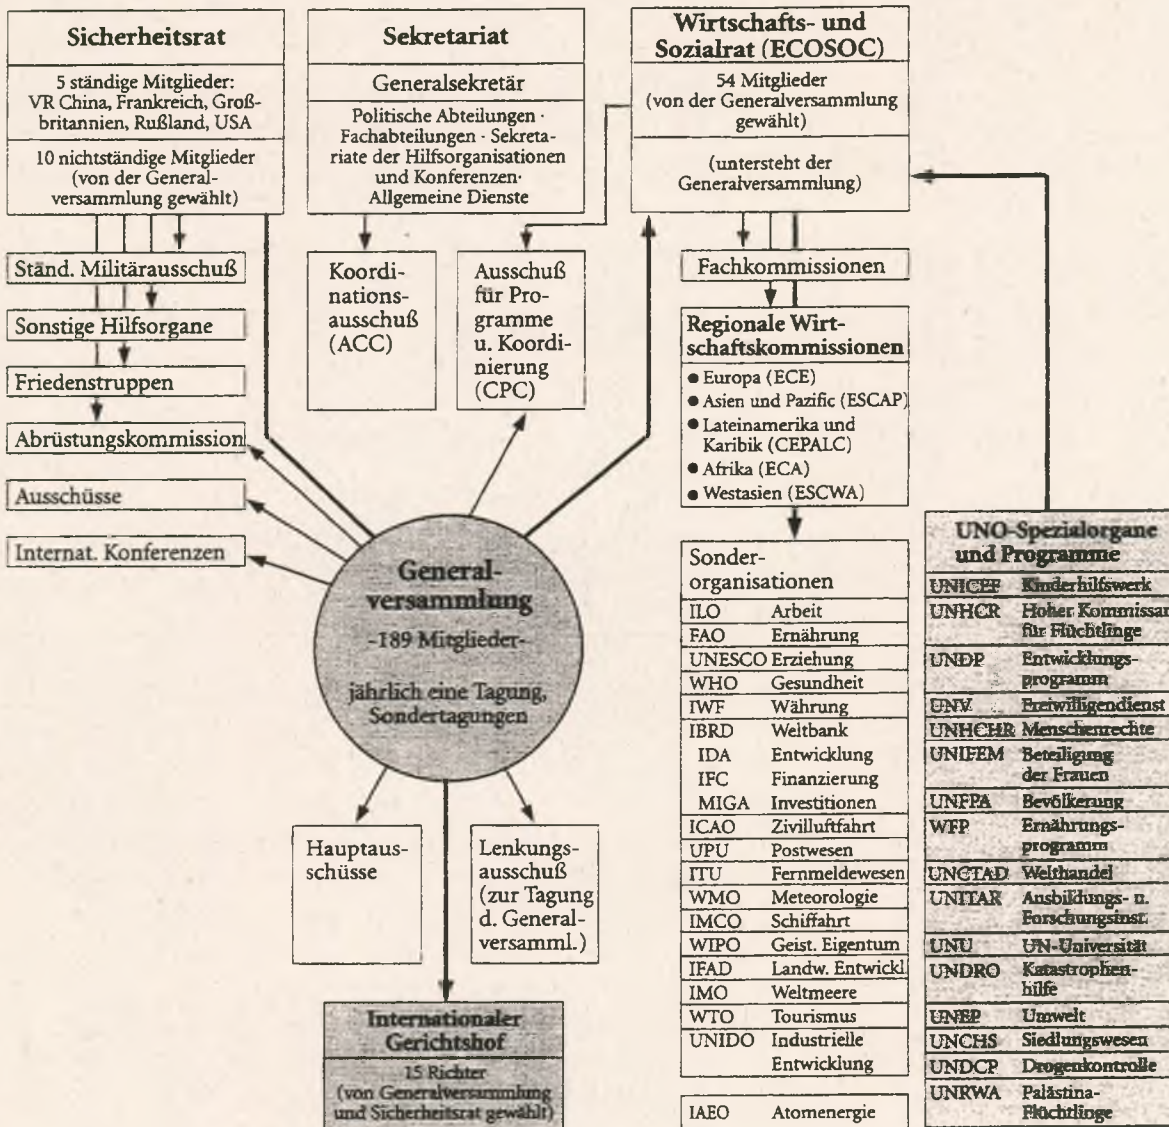 Sicherheitsrat
5 ständige Mitglieder:
VR China, Frankreich, Groß-
britannien, Rußland, USA
10 nichtständige Mitglieder
(von der General-
versammlung gewählt)
Ständ. Militärausschuß
Sonstige Hilfsorgane
Friedenstruppen
Abrüstungskommission
Ausschüsse
Internat. Konferenzen
Sekretariat
Generalsekretär
Politische Abteilungen ·
Fachabteilungen · Sekreta-
riate der Hilfsorganisationen
und Konferenzen·
Allgemeine Dienste
Koordi-
nations-
ausschuß
(ACC)
Ausschuß
für Pro-
gramme
u. Koordi-
nierung
(CPC)
Wirtschafts- und
Sozialrat (ECOSOC)
54 Mitglieder
(von der Generalversammlung
gewählt)
(untersteht der
Generalversammlung)
Fachkommissionen
Regionale Wirt-
schaftskommissionen
● Europa (ECE)
● Asien und Pazific (ESCAP)
● Lateinamerika und
Karibik (CEPALC)
● Afrika (ECA)
● Westasien (ESCWA)
General-
versammlung
-189 Mitglieder-
jährlich eine Tagung,
Sondertagungen
Hauptaus-
schüsse
Lenkungs-
ausschuß
(zur Tagung
d. General-
versamml.)
Internationaler
Gerichtshof
15 Richter
(von Generalversammlung
und Sicherheitsrat gewählt)
Sonder-
organisationen
ILO Arbeit
FAO Ernährung
UNESCO Erziehung
WHO Gesundheit
IWF Währung
IBRD Weltbank
IDA Entwicklung
IFC Finanzierung
MIGA Investitionen
ICAO Zivilluftfahrt
UPU Postwesen
ITU Fernmeldewesen
WMO Meteorologie
IMCO Schiffahrt
WIPO Geist. Eigentum
IFAD Landw. Entwickl.
IMO Weltmeere
WTO Tourismus
UNIDO Industrielle
Entwicklung
IAEO Atomenergie
UNO-Spezialorgane
und Programme
UNICEF Kinderhilfswerk
UNHCR Hoher Kommissar
für Flüchtlinge
UNDP Entwicklungs-
programm
UNV Freiwilligendienst
UNHCHR Menschenrechte
UNIFEM Beteiligung
der Frauen
UNFPA Bevölkerung
WFP Ernährungs-
programm
UNCTAD Welthandel
UNITAR Ausbildungs- u.
Forschungsinst.
UNU UN-Universität
UNDRO Katastrophen-
hilfe
UNEP Umwelt
UNCHS Siedlungswesen
UNDCP Drogenkontrolle
UNRWA Palästina-
Flüchtlinge